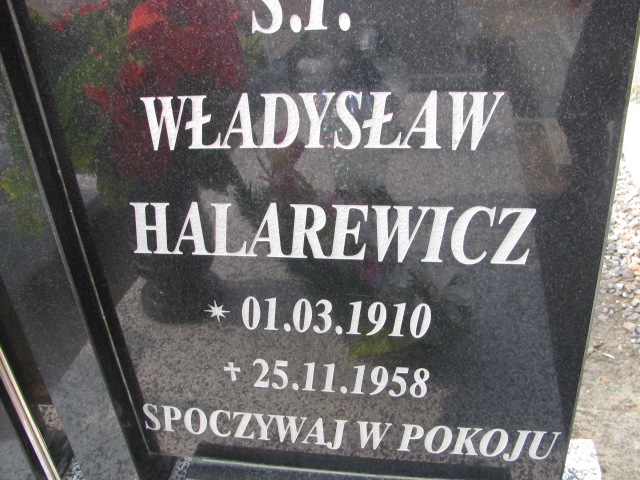 Ś.P.
WŁADYSŁAW
HALAREWICZ
* 01.03.1910
✝ 25.11.1958
SPOCZYWAJ W POKOJU